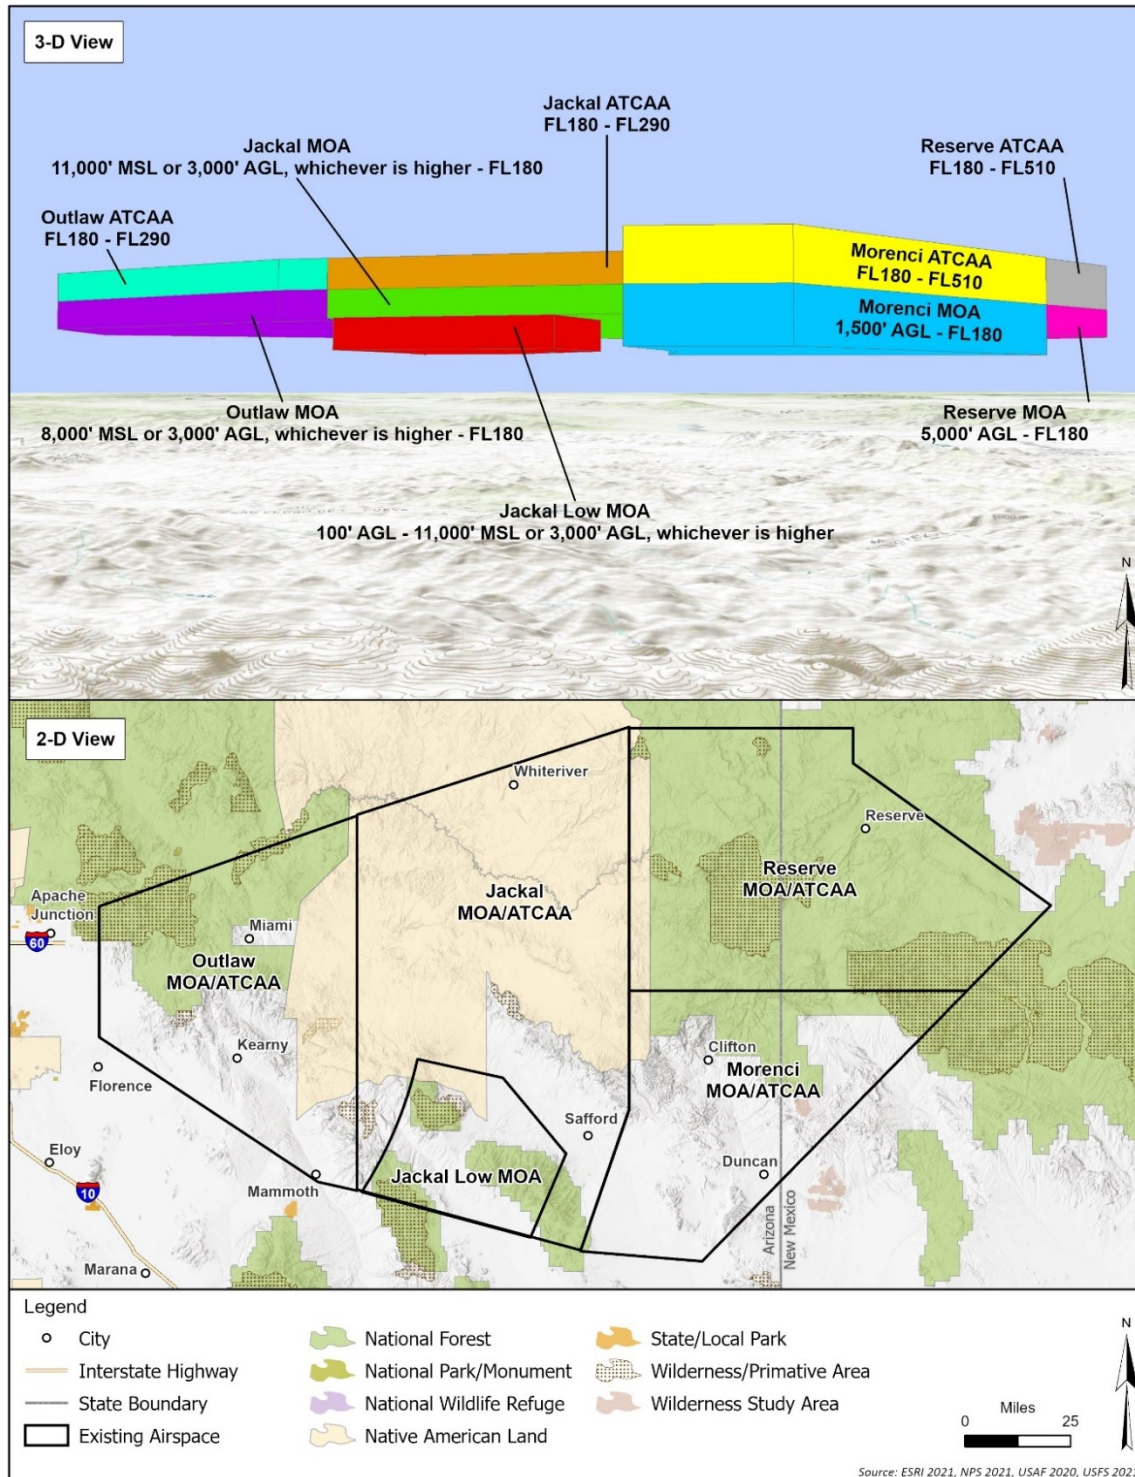 3-D View
Jackal ATCAA
FL180 - FL290
Jackal MOA
11,000' MSL or 3,000' AGL, whichever is higher - FL180
Reserve ATCAA
FL180 - FL510
Outlaw ATCAA
FL180 - FL290
Morenci ATCAA
FL180 - FL510
Morenci MOA
1,500' AGL - FL180
Outlaw MOA
8,000' MSL or 3,000' AGL, whichever is higher - FL180
Reserve MOA
5,000' AGL - FL180
Jackal Low MOA
100' AGL - 11,000' MSL or 3,000' AGL, whichever is higher
N
2-D View
Whiteriver
Reserve
Reserve
MOA/ATCAA
Jackal
MOA/ATCAA
Apache
Junction
60
Miami
Outlaw
MOA/ATCAA
Kearny
Florence
Clifton
Morenci
MOA/ATCAA
Safford
Eloy
Duncan
Jackal Low MOA
Mammoth
10
Marana
Arizona
New Mexico
Legend
City
Interstate Highway
State Boundary
Existing Airspace
National Forest
National Park/Monument
National Wildlife Refuge
Native American Land
State/Local Park
Wilderness/Primative Area
Wilderness Study Area
Miles
0 25
N
Source: ESRI 2021, NPS 2021, USAF 2020, USFS 2021